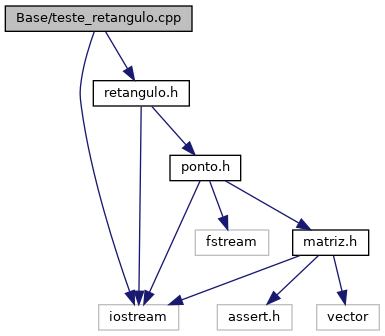 Base/teste_retangulo.cpp
retangulo.h
ponto.h
fstream
matriz.h
iostream
assert.h
vector